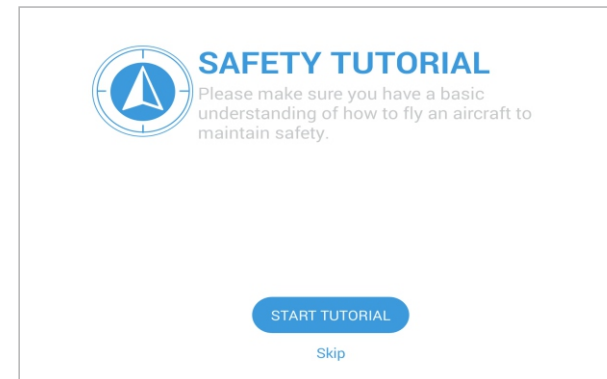 SAFETY TUTORIAL
Please make sure you have a basic
understanding of how to fly an aircraft to
maintain safety.
START TUTORIAL
Skip